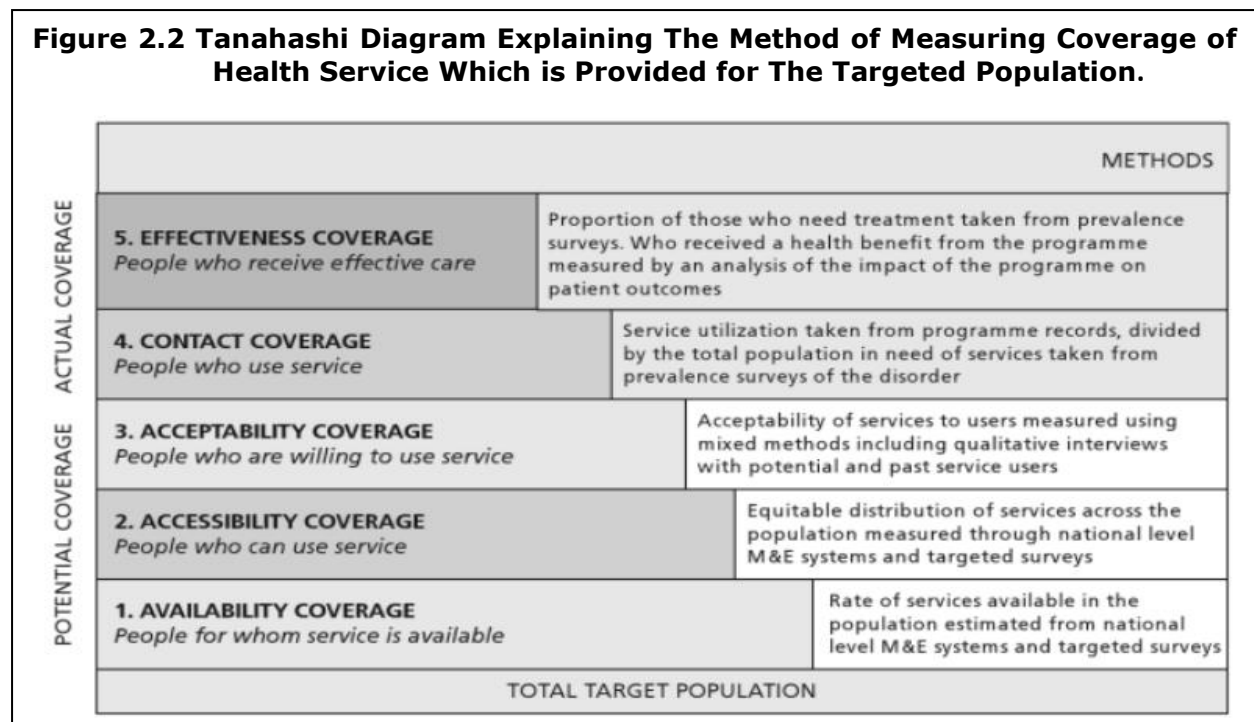 Figure 2.2 Tanahashi Diagram Explaining The Method of Measuring Coverage of
Health Service Which is Provided for The Targeted Population.
METHODS
ACTUAL COVERAGE
5. EFFECTIVENESS COVERAGE
People who receive effective care
Proportion of those who need treatment taken from prevalence
surveys. Who received a health benefit from the programme
measured by an analysis of the impact of the programme on
patient outcomes
4. CONTACT COVERAGE
People who use service
Service utilization taken from programme records, divided
by the total population in need of services taken from
prevalence surveys of the disorder
POTENTIAL COVERAGE
3. ACCEPTABILITY COVERAGE
People who are willing to use service
Acceptability of services to users measured using
mixed methods including qualitative interviews
with potential and past service users
2. ACCESSIBILITY COVERAGE
People who can use service
Equitable distribution of services across the
population measured through national level
M&E systems and targeted surveys
1. AVAILABILITY COVERAGE
People for whom service is available
Rate of services available in the
population estimated from national
level M&E systems and targeted surveys
TOTAL TARGET POPULATION